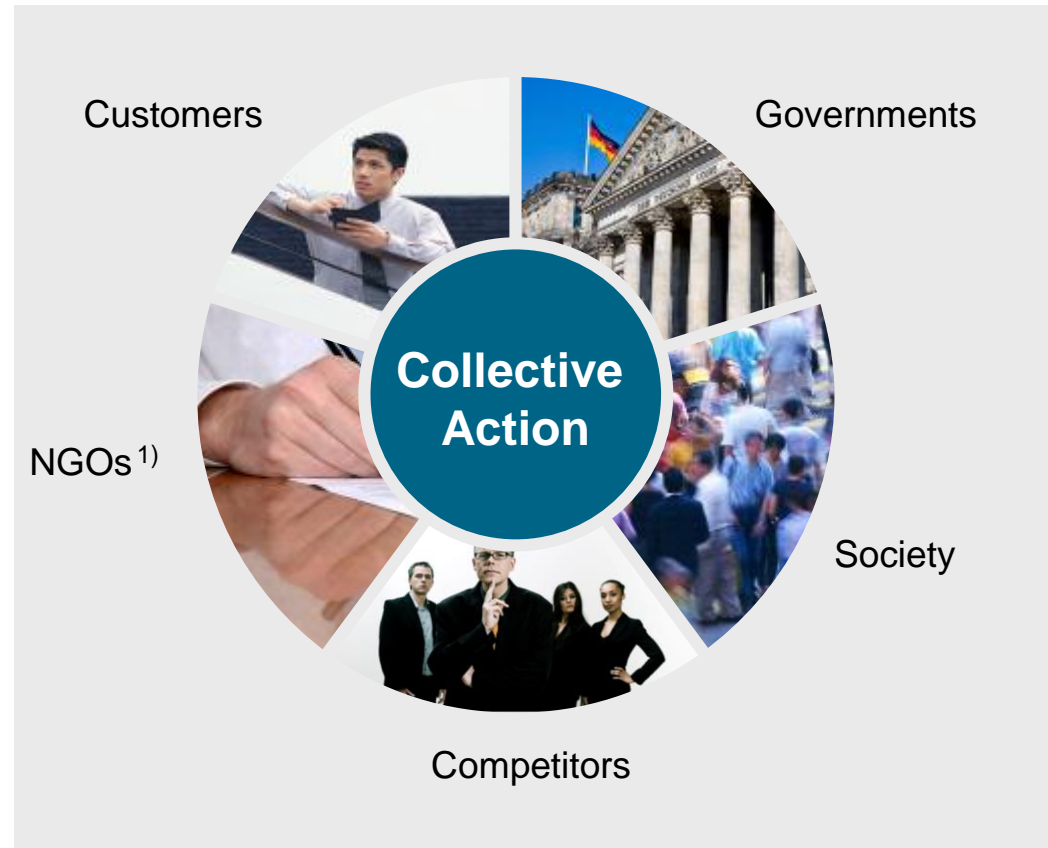 Customers
Governments
Collective
Action
NGOs 1)
Society
Competitors